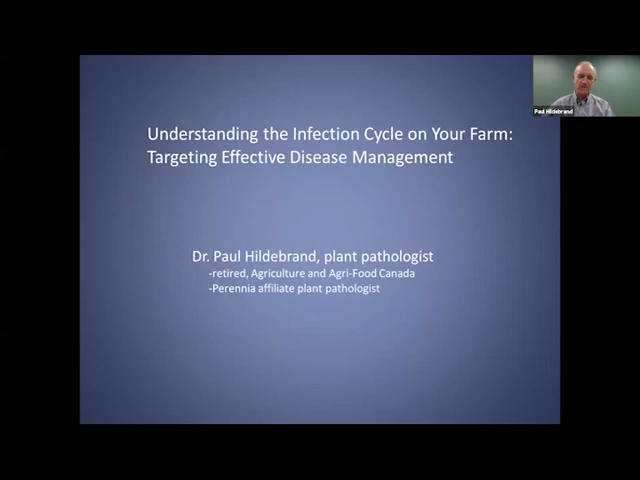 Understanding the Infection Cycle on Your Farm:
Targeting Effective Disease Management
Dr. Paul Hildebrand, plant pathologist
-retired, Agriculture and Agri-Food Canada
-Perennia affiliate plant pathologist
Paul Hildebrand